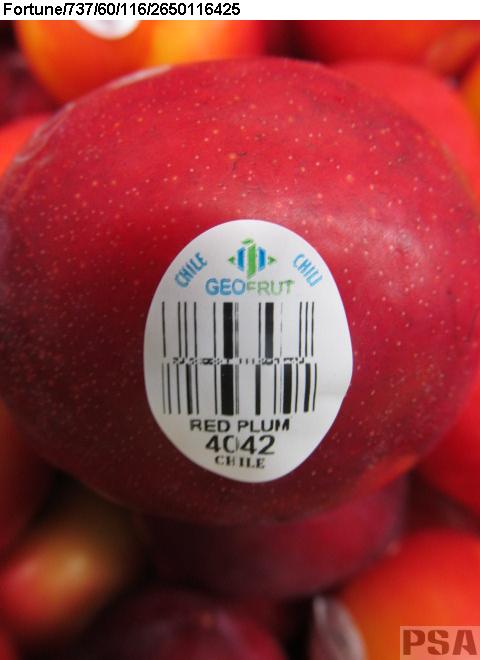 Fortune/737/60/116/2650116425
CHILE CHILI
GEOFRUT
RED PLUM
4042
CHILE
PSA